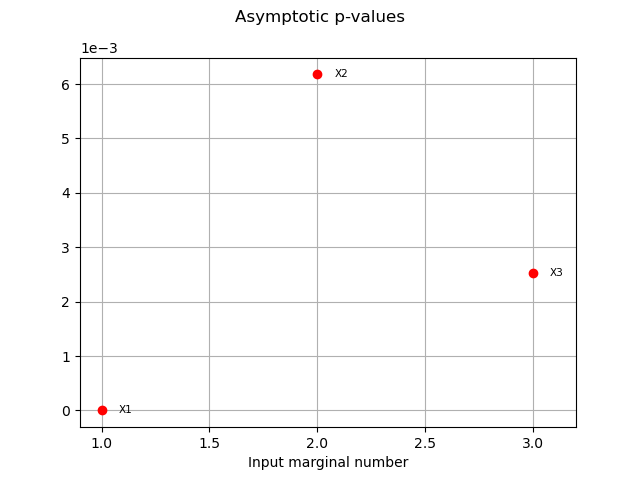 Asymptotic p-values
1e−3
6
5
4
3
2
1
0
X2
X3
X1
1.0 1.5 2.0 2.5 3.0
Input marginal number